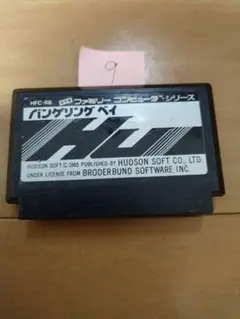 9
HFC-RB ファミリー コンピュータ シリーズ
バンゲリング ベイ
HU
HUDSON SOFT © 1985 PUBLISHED BY HUDSON SOFT CO., LTD.
UNDER LICENSE FROM BRODERBUND SOFTWARE INC.